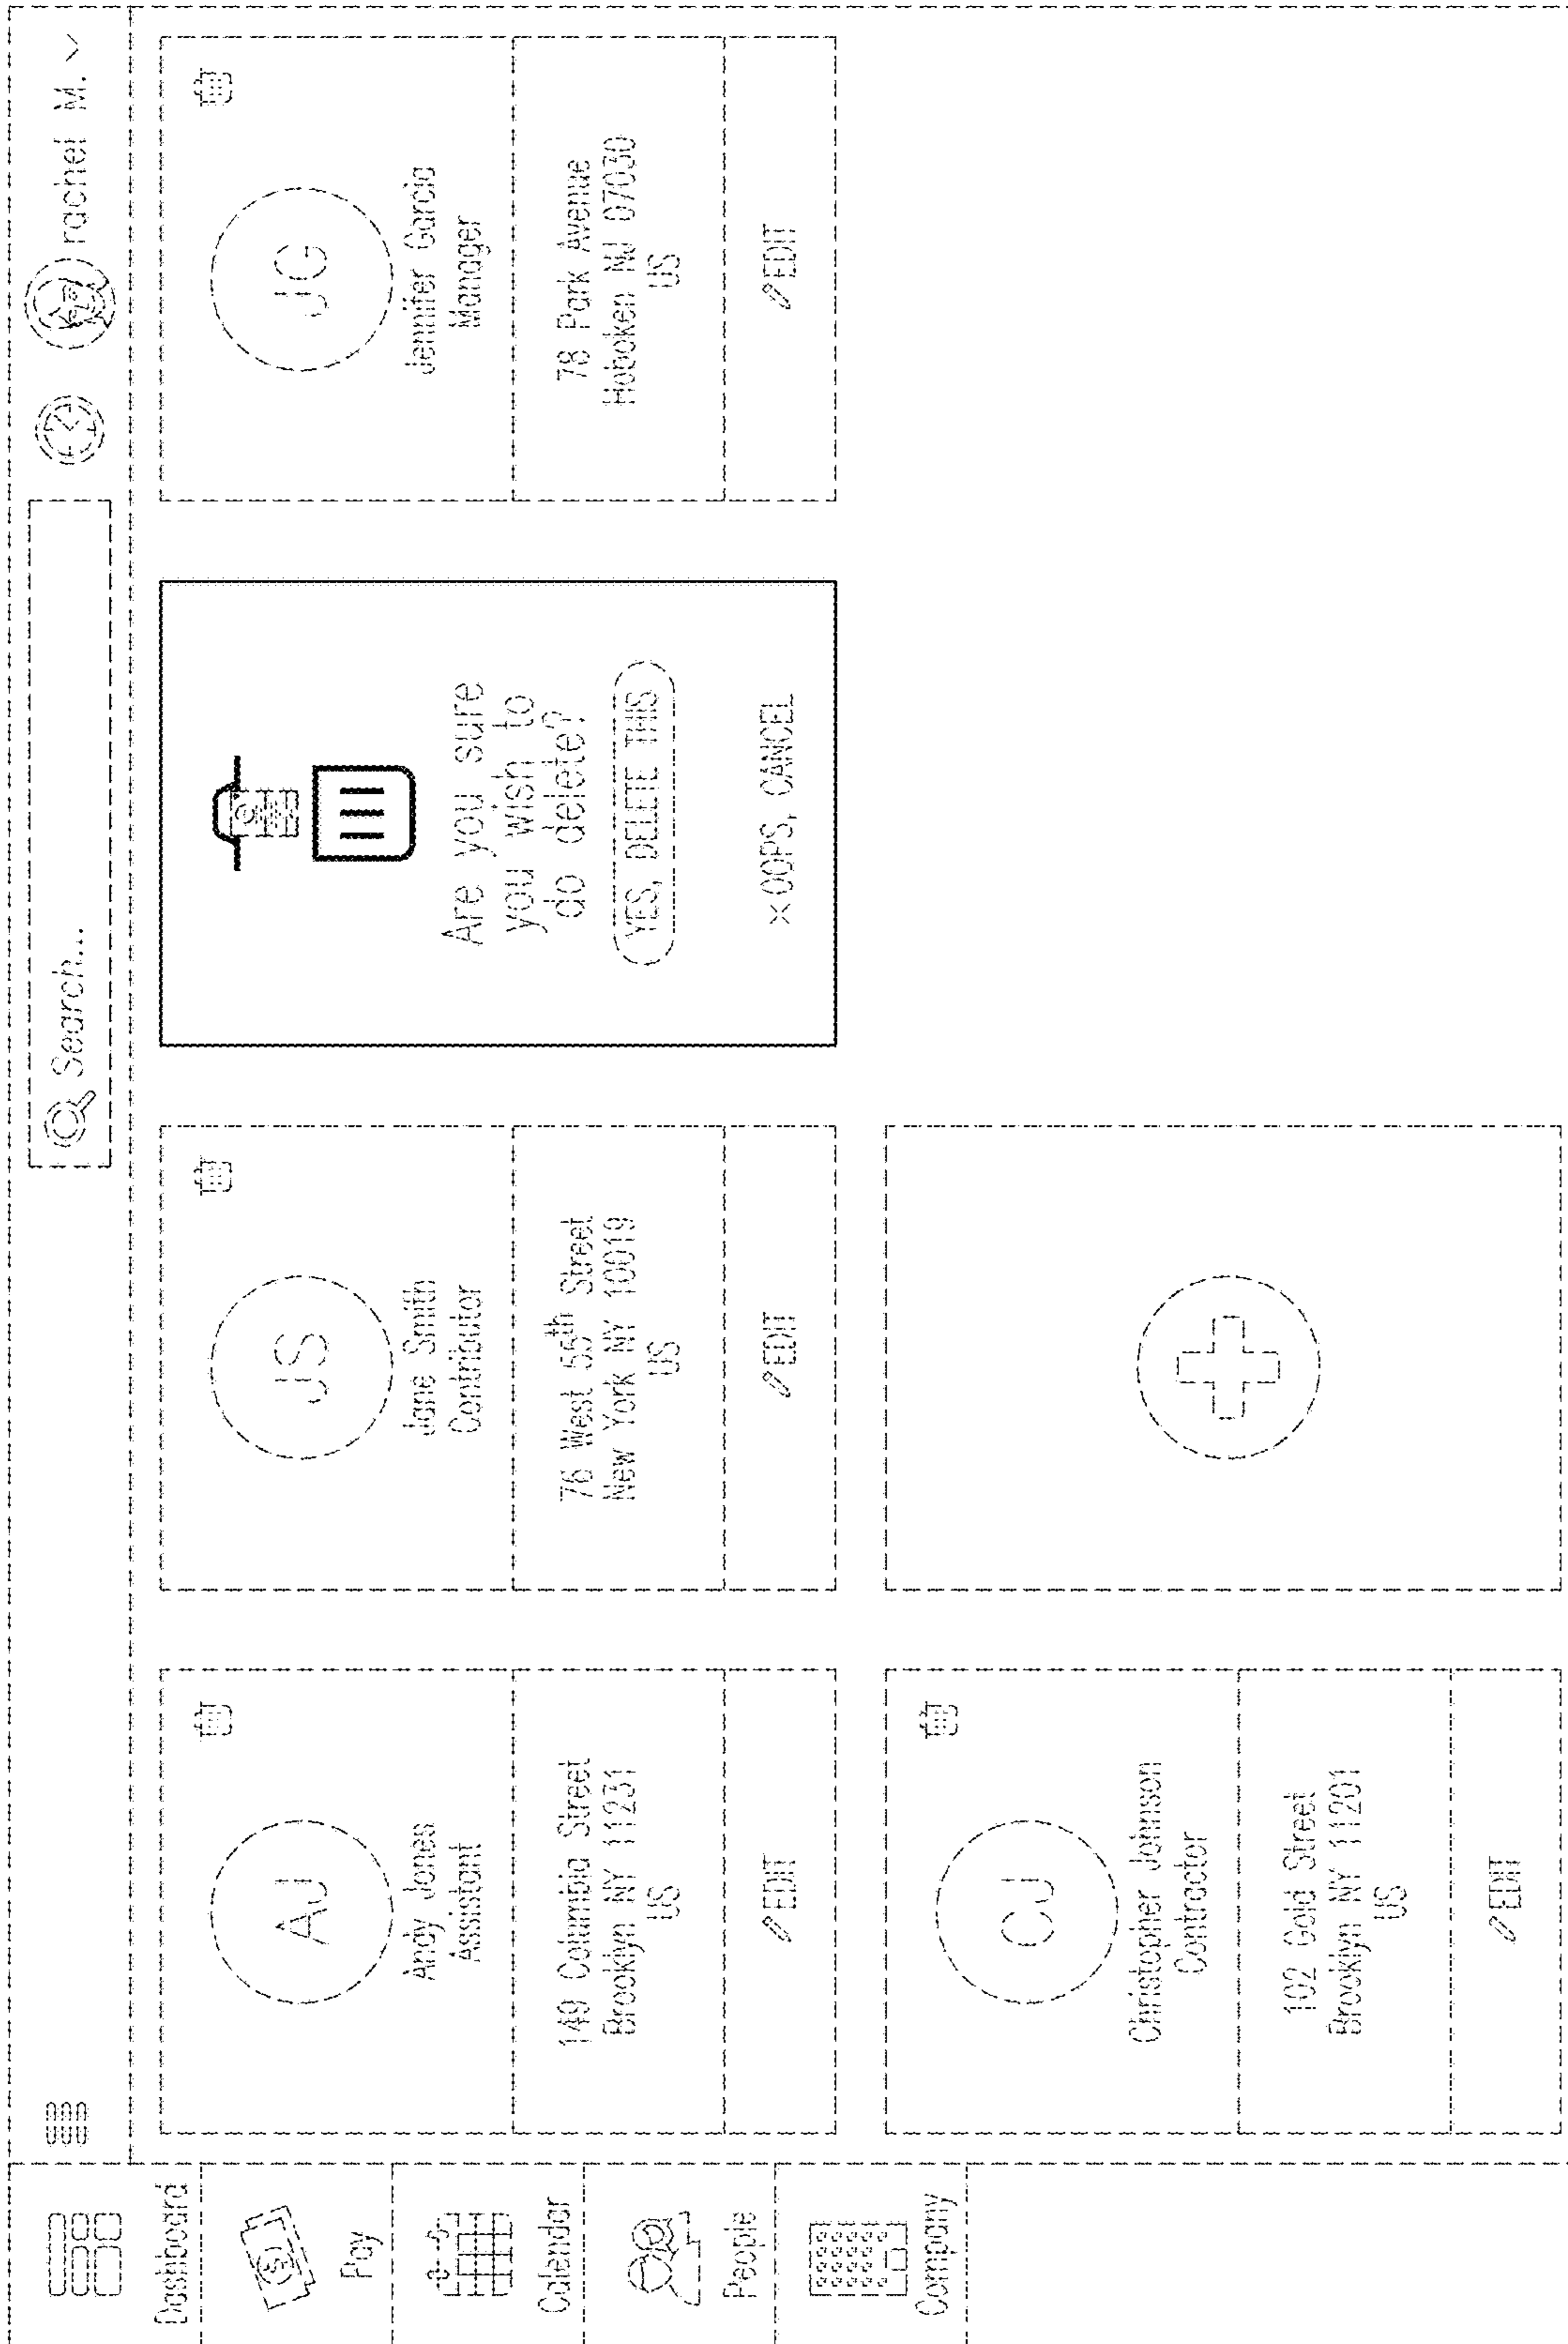 Search...
rachel M.
Dashboard
Pay
Calendar
People
Company
AJ
Andy Jones
Assistant
149 Columbia Street
Brooklyn NY 11231
US
EDIT
JS
Jane Smith
Contributor
76 West 55th Street
New York NY 10019
US
EDIT
Are you sure
you wish to
do delete?
YES, DELETE THIS
×OOPS, CANCEL
JG
Jennifer Garcia
Manager
78 Park Avenue
Hoboken NJ 07030
US
EDIT
CJ
Christopher Johnson
Contractor
102 Gold Street
Brooklyn NY 11201
US
EDIT